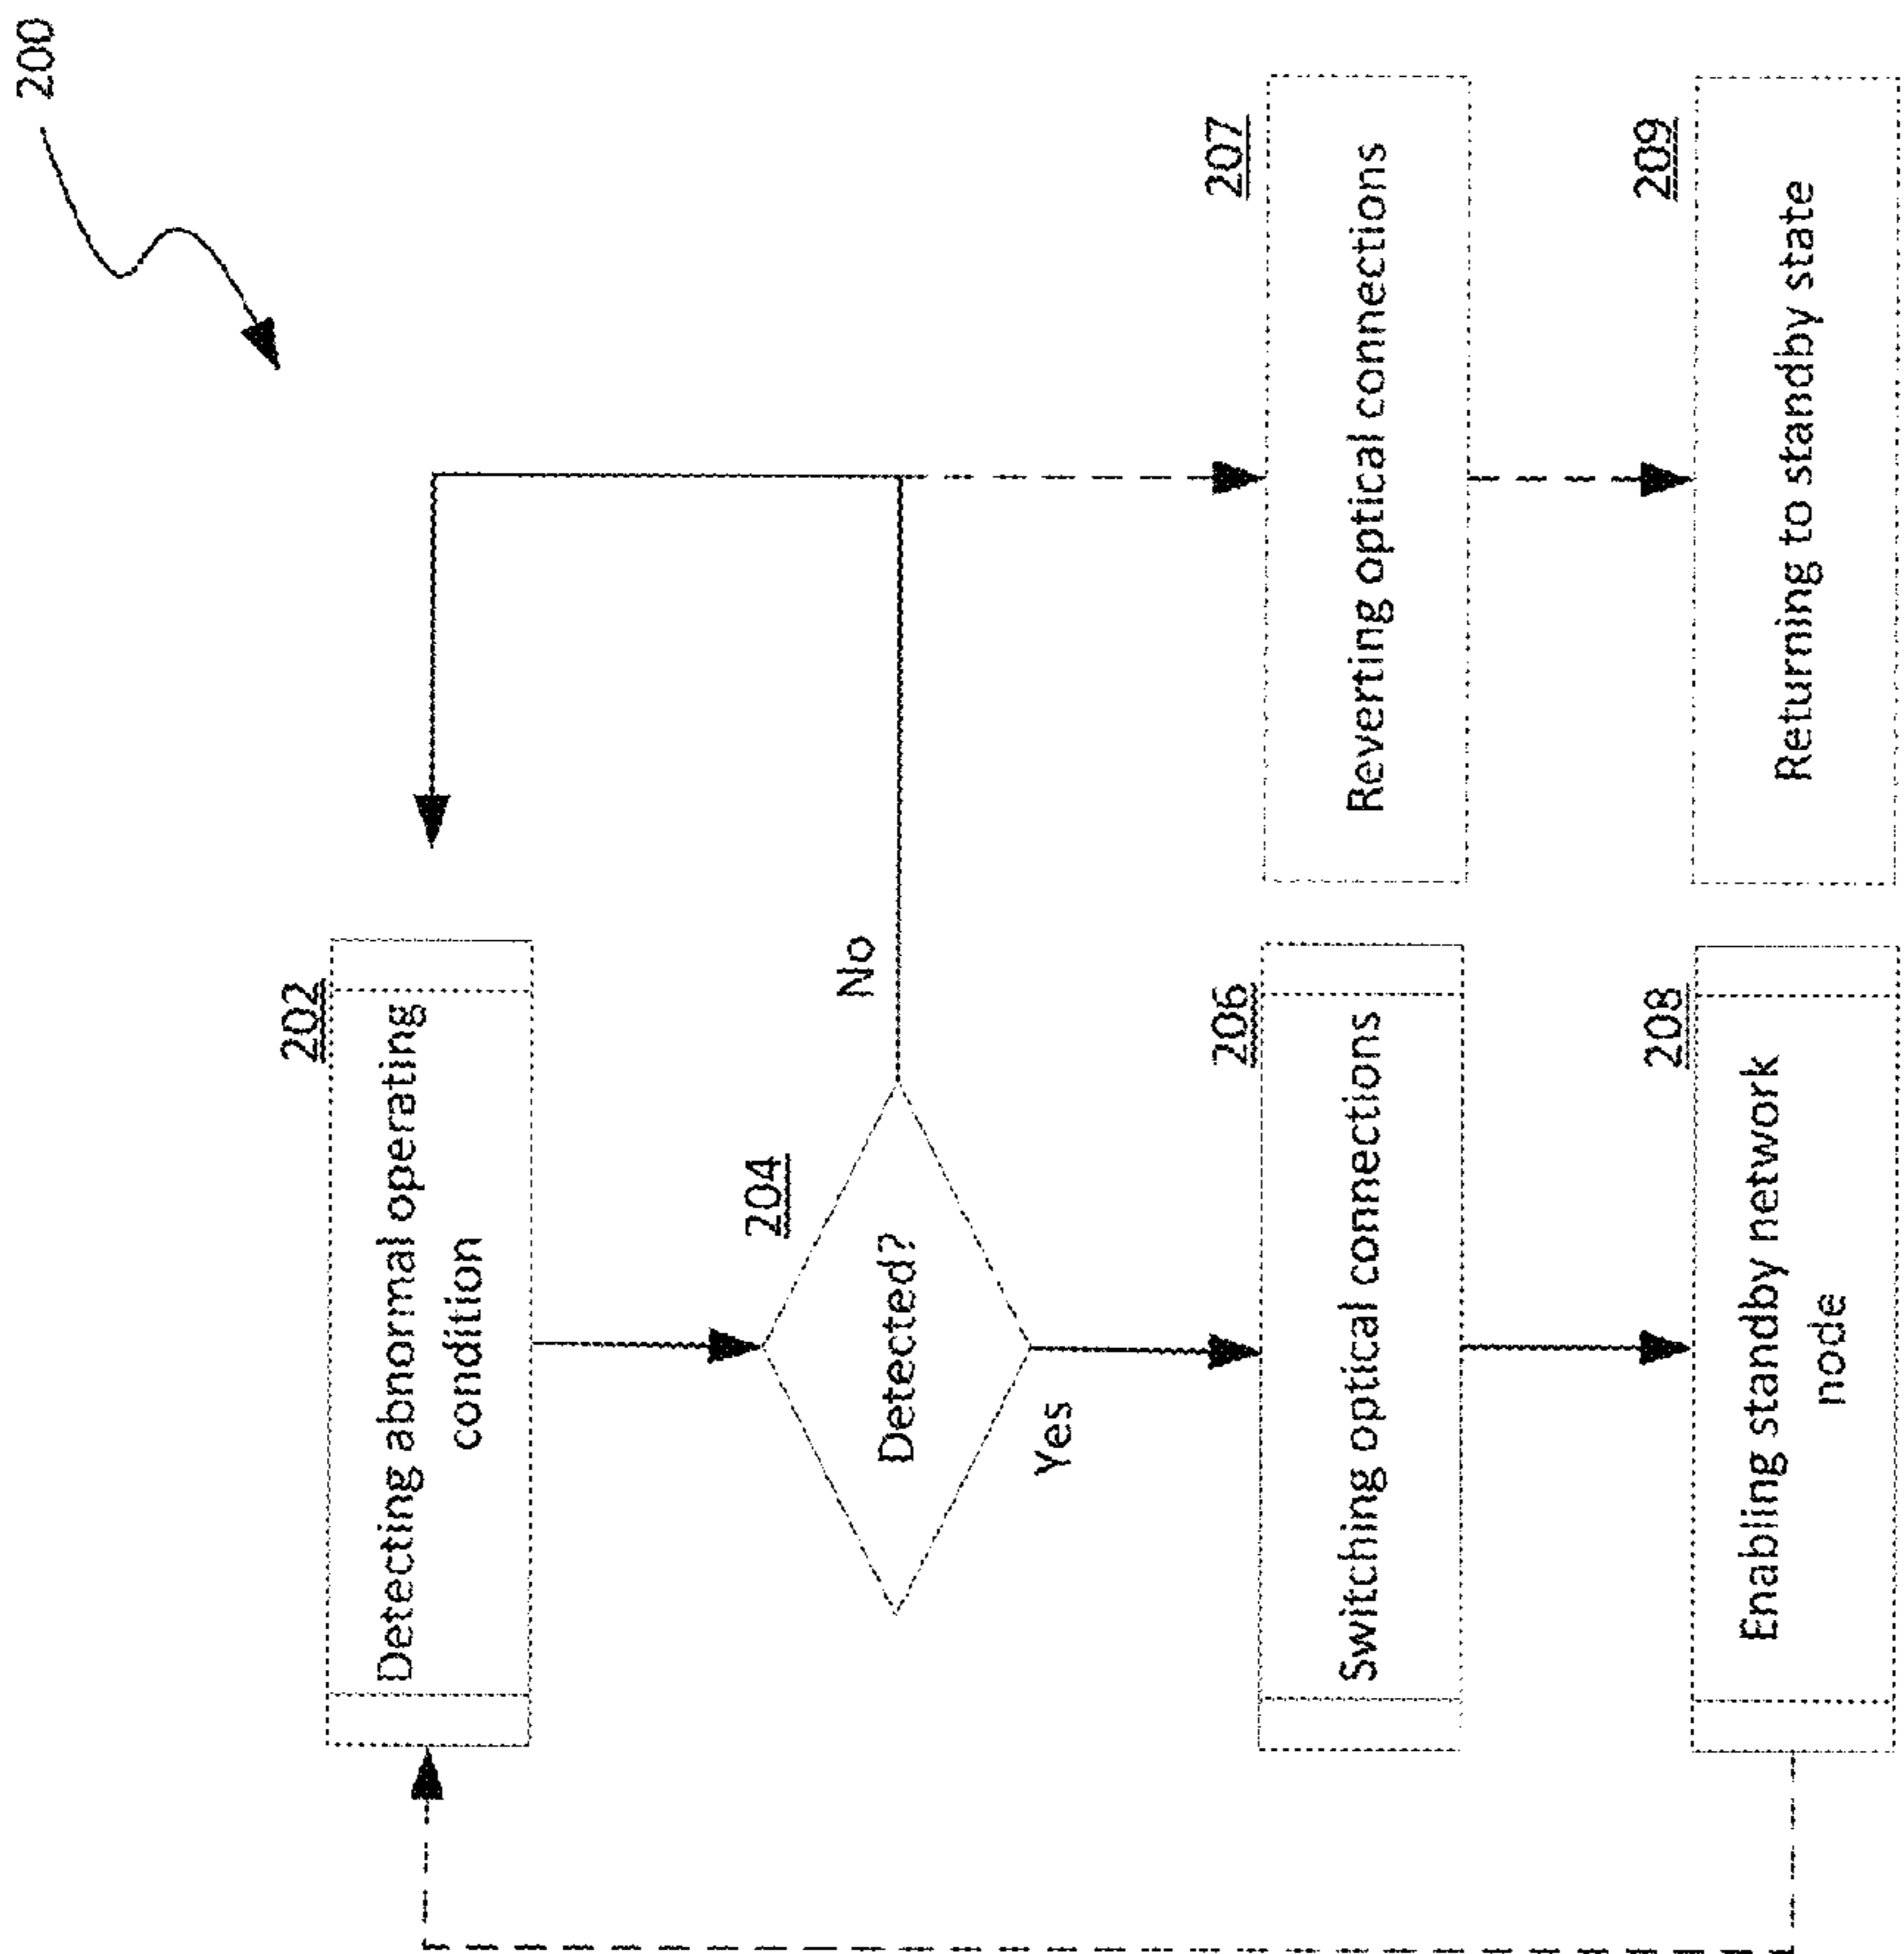 200
202
Detecting abnormal operating
condition
204
Detected?
No
Yes
206
Switching optical connections
207
Reverting optical connections
208
Enabling standby network
node
209
Returning to standby state